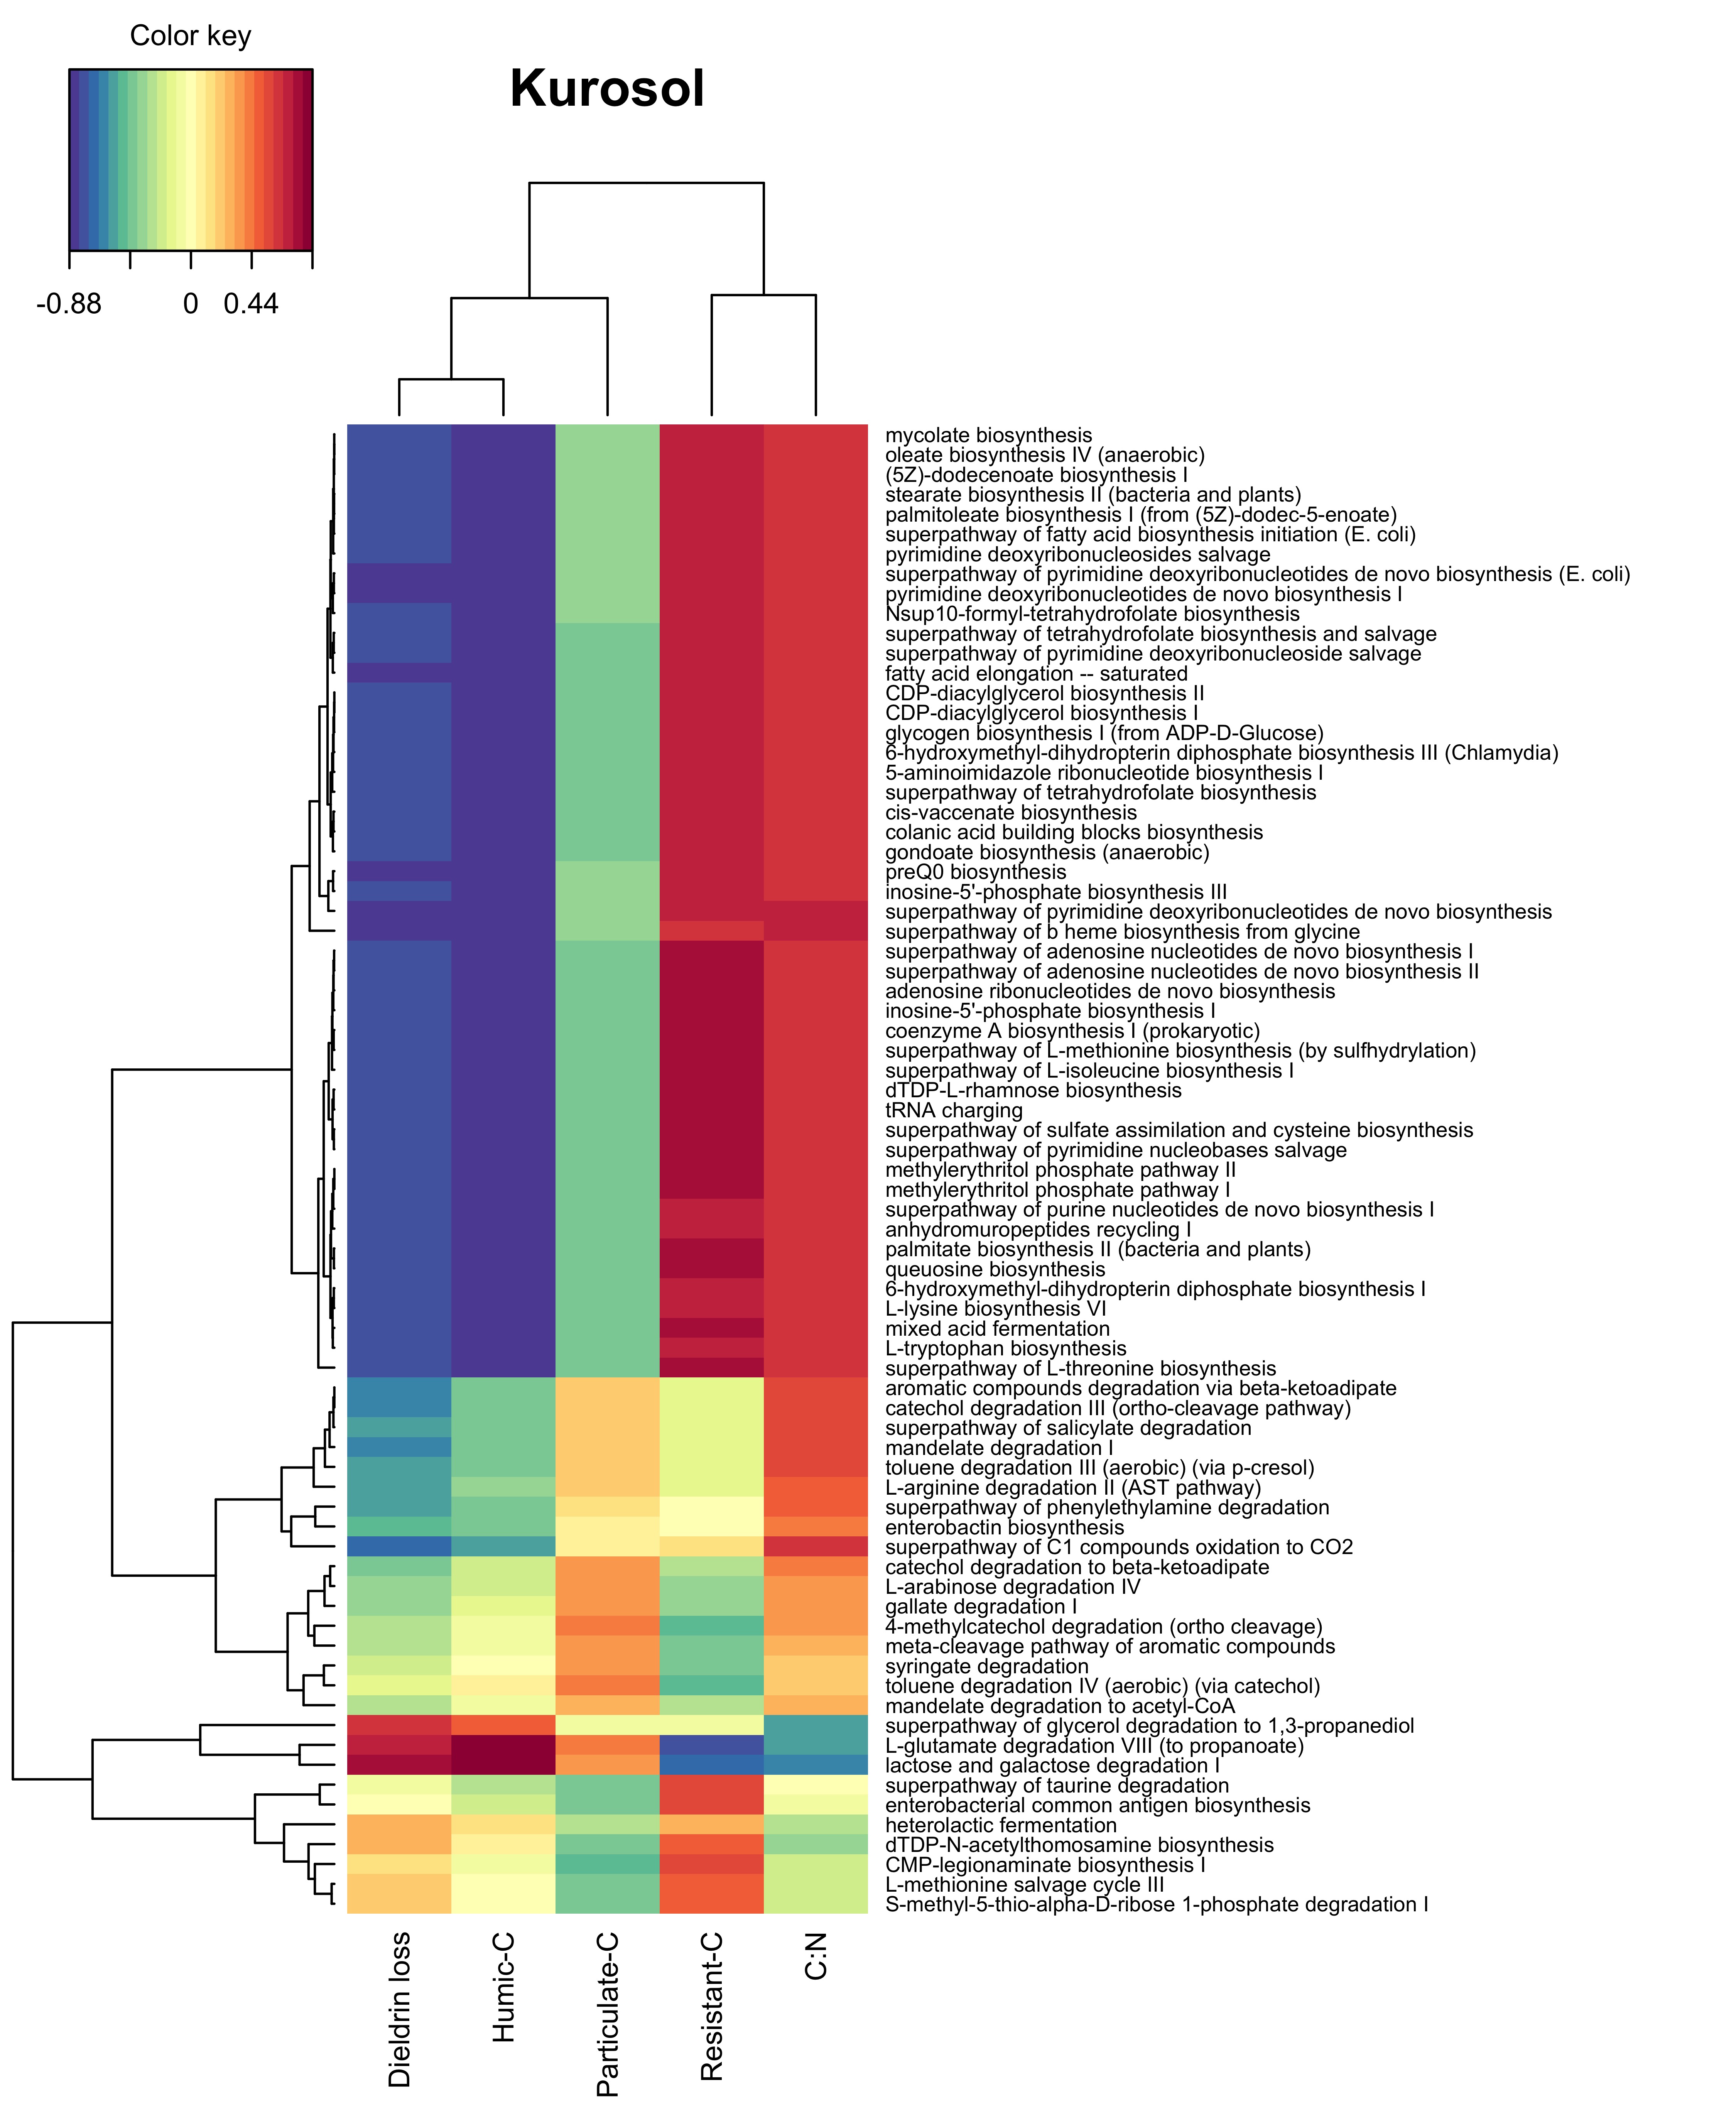 Color key
-0.88 0 0.44
Kurosol
mycolate biosynthesis
oleate biosynthesis IV (anaerobic)
(5Z)-dodecenoate biosynthesis I
stearate biosynthesis II (bacteria and plants)
palmitoleate biosynthesis I (from (5Z)-dodec-5-enoate)
superpathway of fatty acid biosynthesis initiation (E. coli)
pyrimidine deoxyribonucleosides salvage
superpathway of pyrimidine deoxyribonucleotides de novo biosynthesis (E. coli)
pyrimidine deoxyribonucleotides de novo biosynthesis I
Nsup10-formyl-tetrahydrofolate biosynthesis
superpathway of tetrahydrofolate biosynthesis and salvage
superpathway of pyrimidine deoxyribonucleoside salvage
fatty acid elongation -- saturated
CDP-diacylglycerol biosynthesis II
CDP-diacylglycerol biosynthesis I
glycogen biosynthesis I (from ADP-D-Glucose)
6-hydroxymethyl-dihydropterin diphosphate biosynthesis III (Chlamydia)
5-aminoimidazole ribonucleotide biosynthesis I
superpathway of tetrahydrofolate biosynthesis
cis-vaccenate biosynthesis
colanic acid building blocks biosynthesis
gondoate biosynthesis (anaerobic)
preQ0 biosynthesis
inosine-5'-phosphate biosynthesis III
superpathway of pyrimidine deoxyribonucleotides de novo biosynthesis
superpathway of b heme biosynthesis from glycine
superpathway of adenosine nucleotides de novo biosynthesis I
superpathway of adenosine nucleotides de novo biosynthesis II
adenosine ribonucleotides de novo biosynthesis
inosine-5'-phosphate biosynthesis I
coenzyme A biosynthesis I (prokaryotic)
superpathway of L-methionine biosynthesis (by sulfhydrylation)
superpathway of L-isoleucine biosynthesis I
dTDP-L-rhamnose biosynthesis
tRNA charging
superpathway of sulfate assimilation and cysteine biosynthesis
superpathway of pyrimidine nucleobases salvage
methylerythritol phosphate pathway II
methylerythritol phosphate pathway I
superpathway of purine nucleotides de novo biosynthesis I
anhydromuropeptides recycling I
palmitate biosynthesis II (bacteria and plants)
queuosine biosynthesis
6-hydroxymethyl-dihydropterin diphosphate biosynthesis I
L-lysine biosynthesis VI
mixed acid fermentation
L-tryptophan biosynthesis
superpathway of L-threonine biosynthesis
aromatic compounds degradation via beta-ketoadipate
catechol degradation III (ortho-cleavage pathway)
superpathway of salicylate degradation
mandelate degradation I
toluene degradation III (aerobic) (via p-cresol)
L-arginine degradation II (AST pathway)
superpathway of phenylethylamine degradation
enterobactin biosynthesis
superpathway of C1 compounds oxidation to CO2
catechol degradation to beta-ketoadipate
L-arabinose degradation IV
gallate degradation I
4-methylcatechol degradation (ortho cleavage)
meta-cleavage pathway of aromatic compounds
syringate degradation
toluene degradation IV (aerobic) (via catechol)
mandelate degradation to acetyl-CoA
superpathway of glycerol degradation to 1,3-propanediol
L-glutamate degradation VIII (to propanoate)
lactose and galactose degradation I
superpathway of taurine degradation
enterobacterial common antigen biosynthesis
heterolactic fermentation
dTDP-N-acetylthomosamine biosynthesis
CMP-legionaminate biosynthesis I
L-methionine salvage cycle III
S-methyl-5-thio-alpha-D-ribose 1-phosphate degradation I
Dieldrin loss
Humic-C
Particulate-C
Resistant-C
C:N